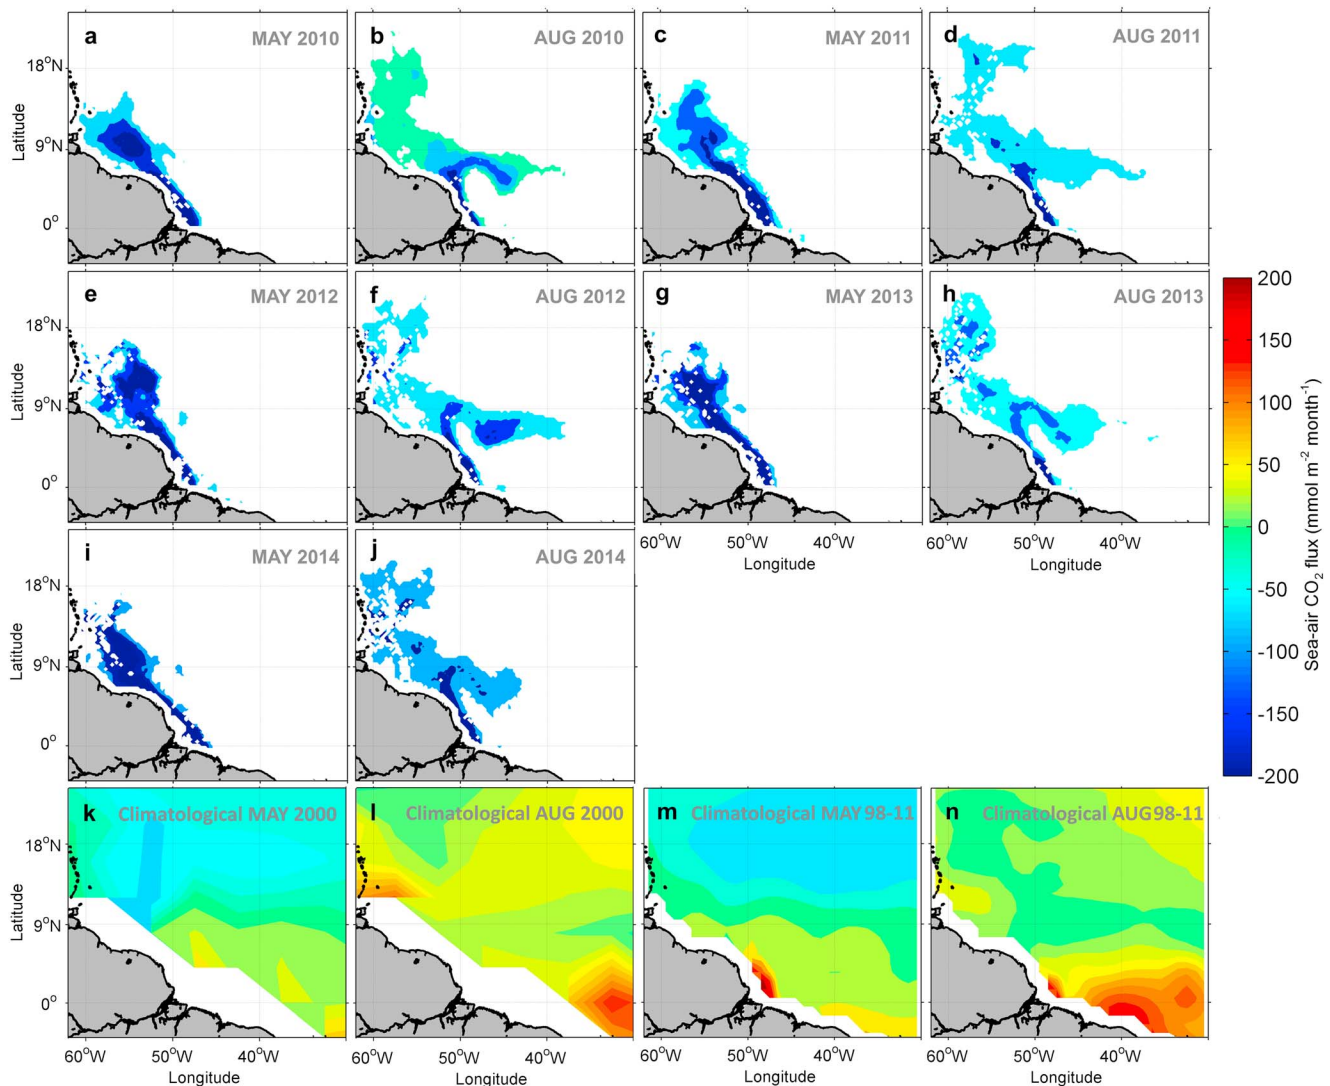 a MAY 2010
b AUG 2010
c MAY 2011
d AUG 2011
18°N
9°N
0°
Latitude
e MAY 2012
f AUG 2012
g MAY 2013
h AUG 2013
18°N
9°N
0°
Latitude
60°W 50°W 40°W
60°W 50°W 40°W
Longitude
Longitude
i MAY 2014
j AUG 2014
18°N
9°N
0°
Latitude
200
150
100
50
0
-50
-100
-150
-200
Sea-air CO₂ flux (mmol m⁻² month⁻¹)
k Climatological MAY 2000
l Climatological AUG 2000
m Climatological MAY 98-11
n Climatological AUG98-11
18°N
9°N
0°
Latitude
60°W 50°W 40°W
60°W 50°W 40°W
60°W 50°W 40°W
60°W 50°W 40°W
Longitude
Longitude
Longitude
Longitude